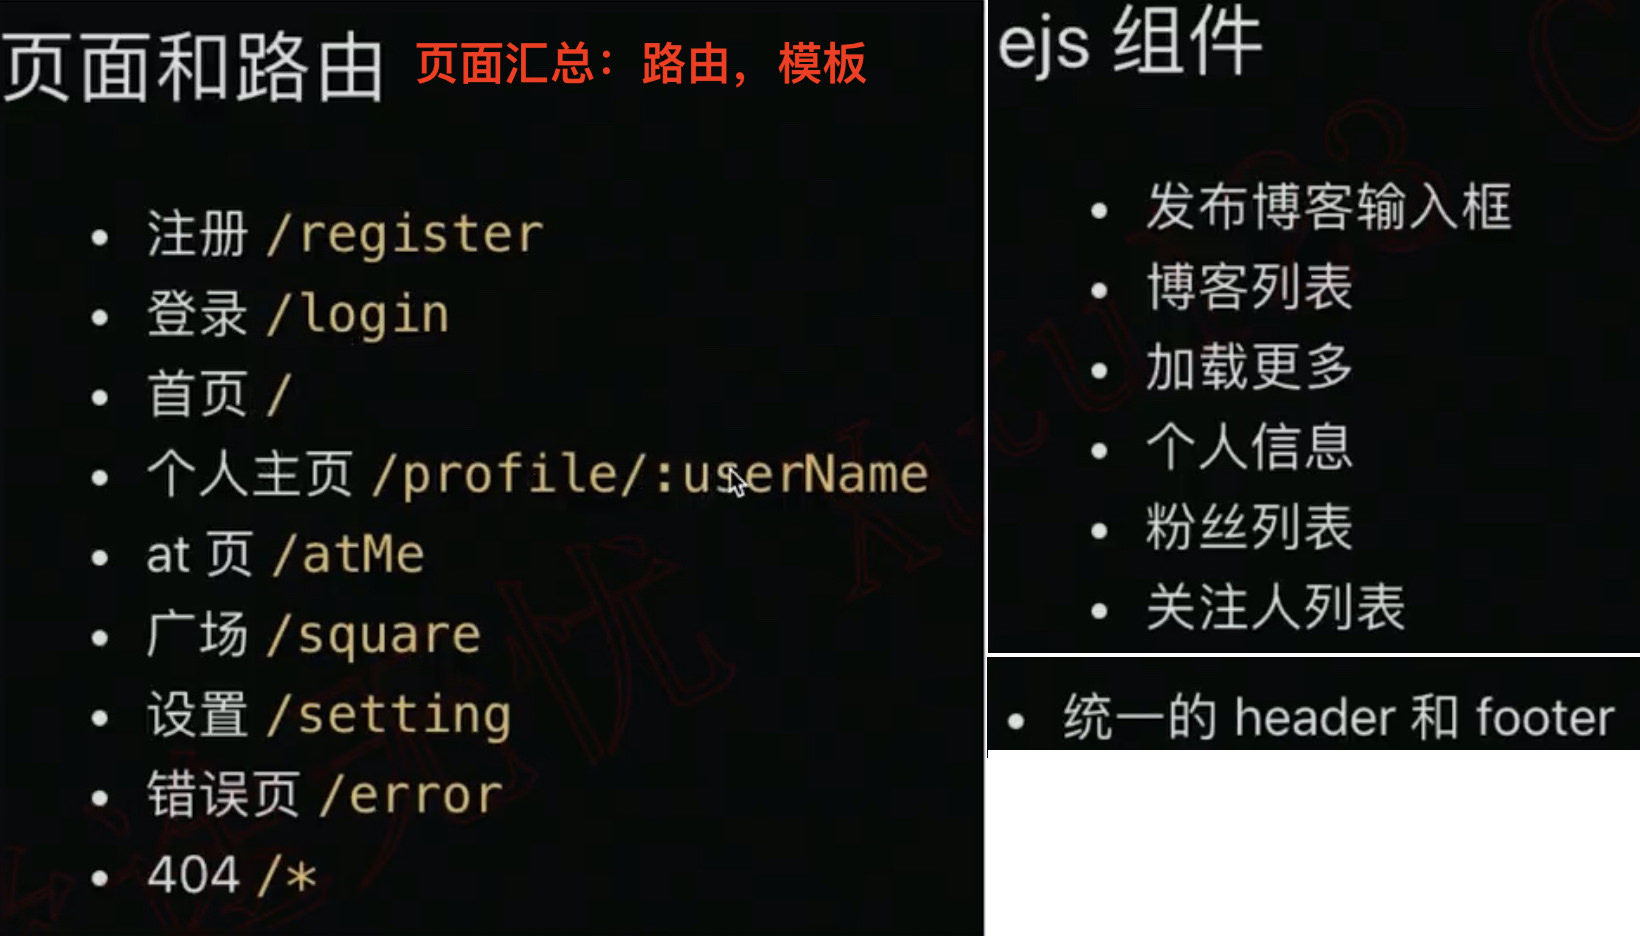 页面和路由
页面汇总：路由，模板
注册 /register
登录 /login
首页 /
个人主页 /profile/:userName
at 页 /atMe
广场 /square
设置 /setting
错误页 /error
404 /*
ejs 组件
发布博客输入框
博客列表
加载更多
个人信息
粉丝列表
关注人列表
统一的 header 和 footer